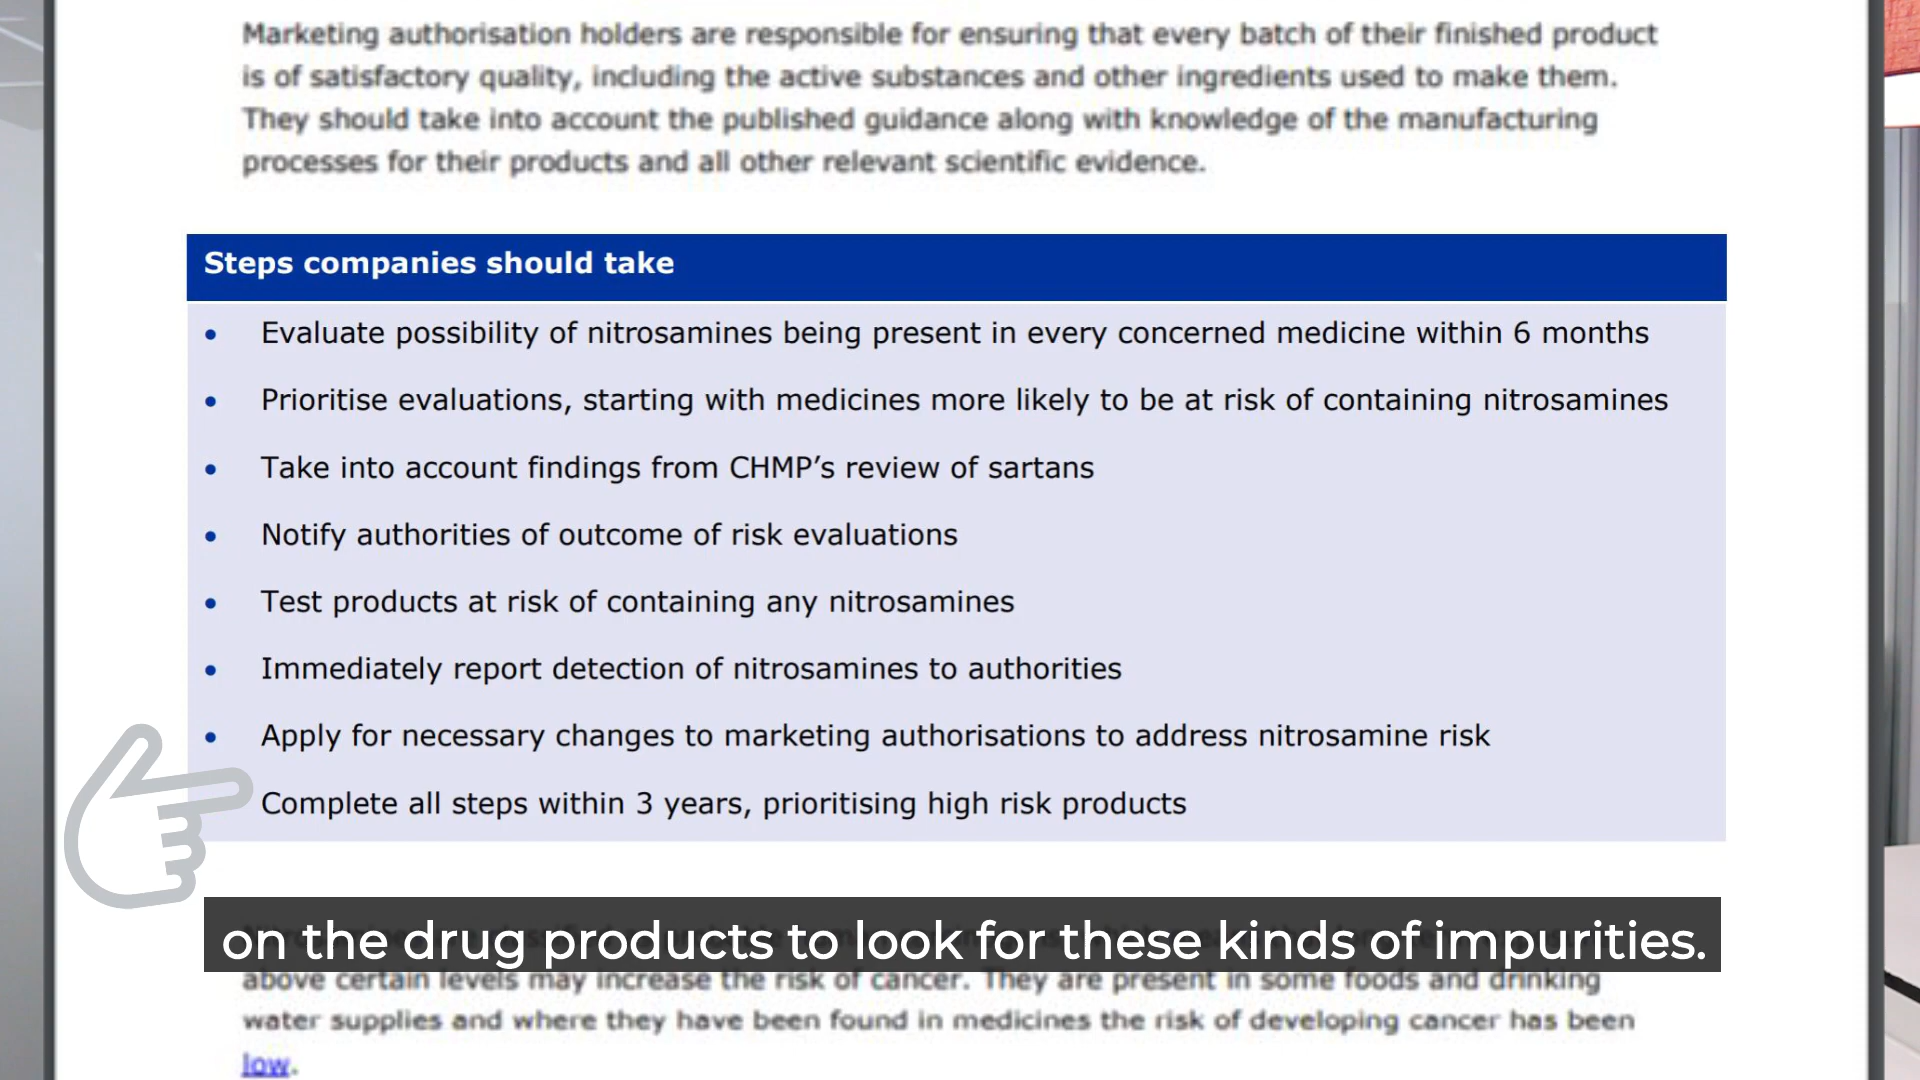 Marketing authorisation holders are responsible for ensuring that every batch of their finished product
is of satisfactory quality, including the active substances and other ingredients used to make them.
They should take into account the published guidance along with knowledge of the manufacturing
processes for their products and all other relevant scientific evidence.
Steps companies should take
• Evaluate possibility of nitrosamines being present in every concerned medicine within 6 months
• Prioritise evaluations, starting with medicines more likely to be at risk of containing nitrosamines
• Take into account findings from CHMP’s review of sartans
• Notify authorities of outcome of risk evaluations
• Test products at risk of containing any nitrosamines
• Immediately report detection of nitrosamines to authorities
• Apply for necessary changes to marketing authorisations to address nitrosamine risk
Complete all steps within 3 years, prioritising high risk products
on the drug products to look for these kinds of impurities.
above certain levels may increase the risk of cancer. They are present in some foods and drinking
water supplies and where they have been found in medicines the risk of developing cancer has been
low.